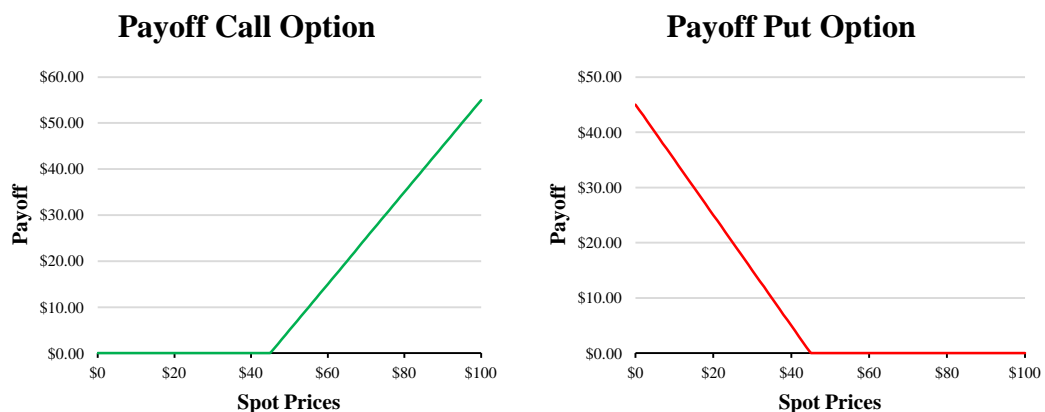 Payoff Call Option
$60.00
$50.00
$40.00
$30.00
$20.00
$10.00
$0.00
Payoff
$0 $20 $40 $60 $80 $100
Spot Prices
Payoff Put Option
$50.00
$40.00
$30.00
$20.00
$10.00
$0.00
Payoff
$0 $20 $40 $60 $80 $100
Spot Prices